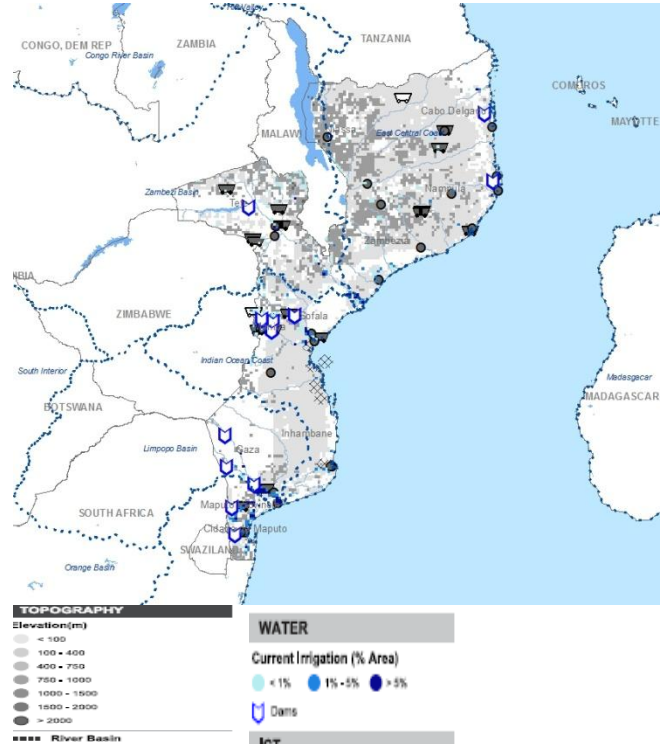 TANZANIA
CONGO, DEM REP
ZAMBIA
Congo River Basin
COMOROS
Cabo Delgado
MAYOTTE
East Central Coast
MALAWI
Zambezi Basin
Nampula
Zambezia
ZIMBABWE
Sofala
Indian Ocean Coast
South Interior
Madasgacar
MADAGASCAR
BOTSWANA
Inhambane
Limpopo Basin
Gaza
SOUTH AFRICA
Cidade de Maputo
SWAZILAND
Orange Basin
TOPOGRAPHY
Elevation(m)
< 100
100 - 400
400 - 750
750 - 1000
1000 - 1500
1500 - 2000
> 2000
River Basin
WATER
Current Irrigation (% Area)
< 1% 1% - 5% > 5%
Dams